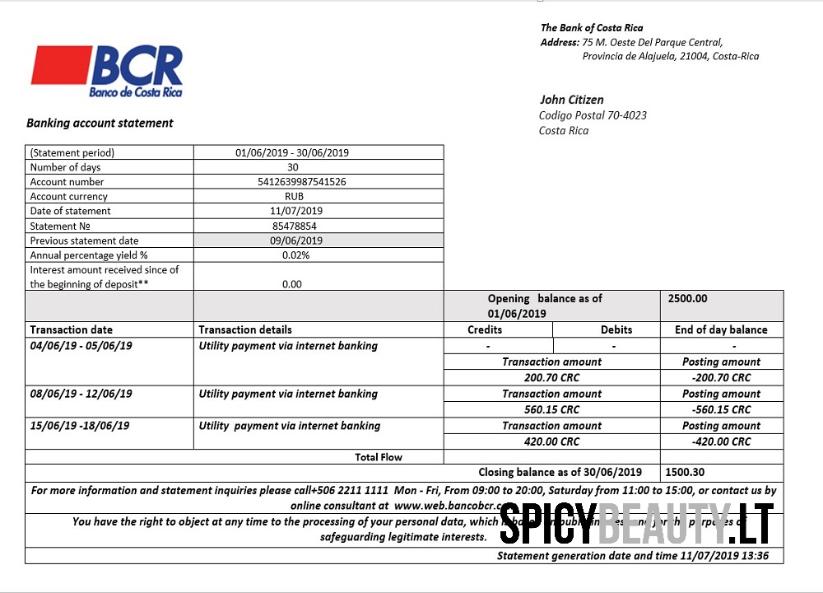 The Bank of Costa Rica
Address: 75 M. Oeste Del Parque Central,
Provincia de Alajuela, 21004, Costa-Rica
BCR
Banco de Costa Rica
John Citizen
Codigo Postal 70-4023
Costa Rica
Banking account statement
(Statement period) 01/06/2019 - 30/06/2019
Number of days 30
Account number 5412639987541526
Account currency RUB
Date of statement 11/07/2019
Statement № 85478854
Previous statement date 09/06/2019
Annual percentage yield % 0.02%
Interest amount received since of
the beginning of deposit** 0.00
Opening balance as of 2500.00
01/06/2019
Transaction date Transaction details Credits Debits End of day balance
04/06/19 - 05/06/19 Utility payment via internet banking - - -
Transaction amount Posting amount
200.70 CRC -200.70 CRC
08/06/19 - 12/06/19 Utility payment via internet banking Transaction amount Posting amount
560.15 CRC -560.15 CRC
15/06/19 -18/06/19 Utility payment via internet banking Transaction amount Posting amount
420.00 CRC -420.00 CRC
Total Flow
Closing balance as of 30/06/2019 1500.30
For more information and statement inquiries please call+506 2211 1111 Mon - Fri, From 09:00 to 20:00, Saturday from 11:00 to 15:00, or contact us by
online consultant at www.web.bancobcr.c
You have the right to object at any time to the processing of your personal data, which is for the purposes of
safeguarding legitimate interests.
SPICYBEAUTY.LT
Statement generation date and time 11/07/2019 13:36